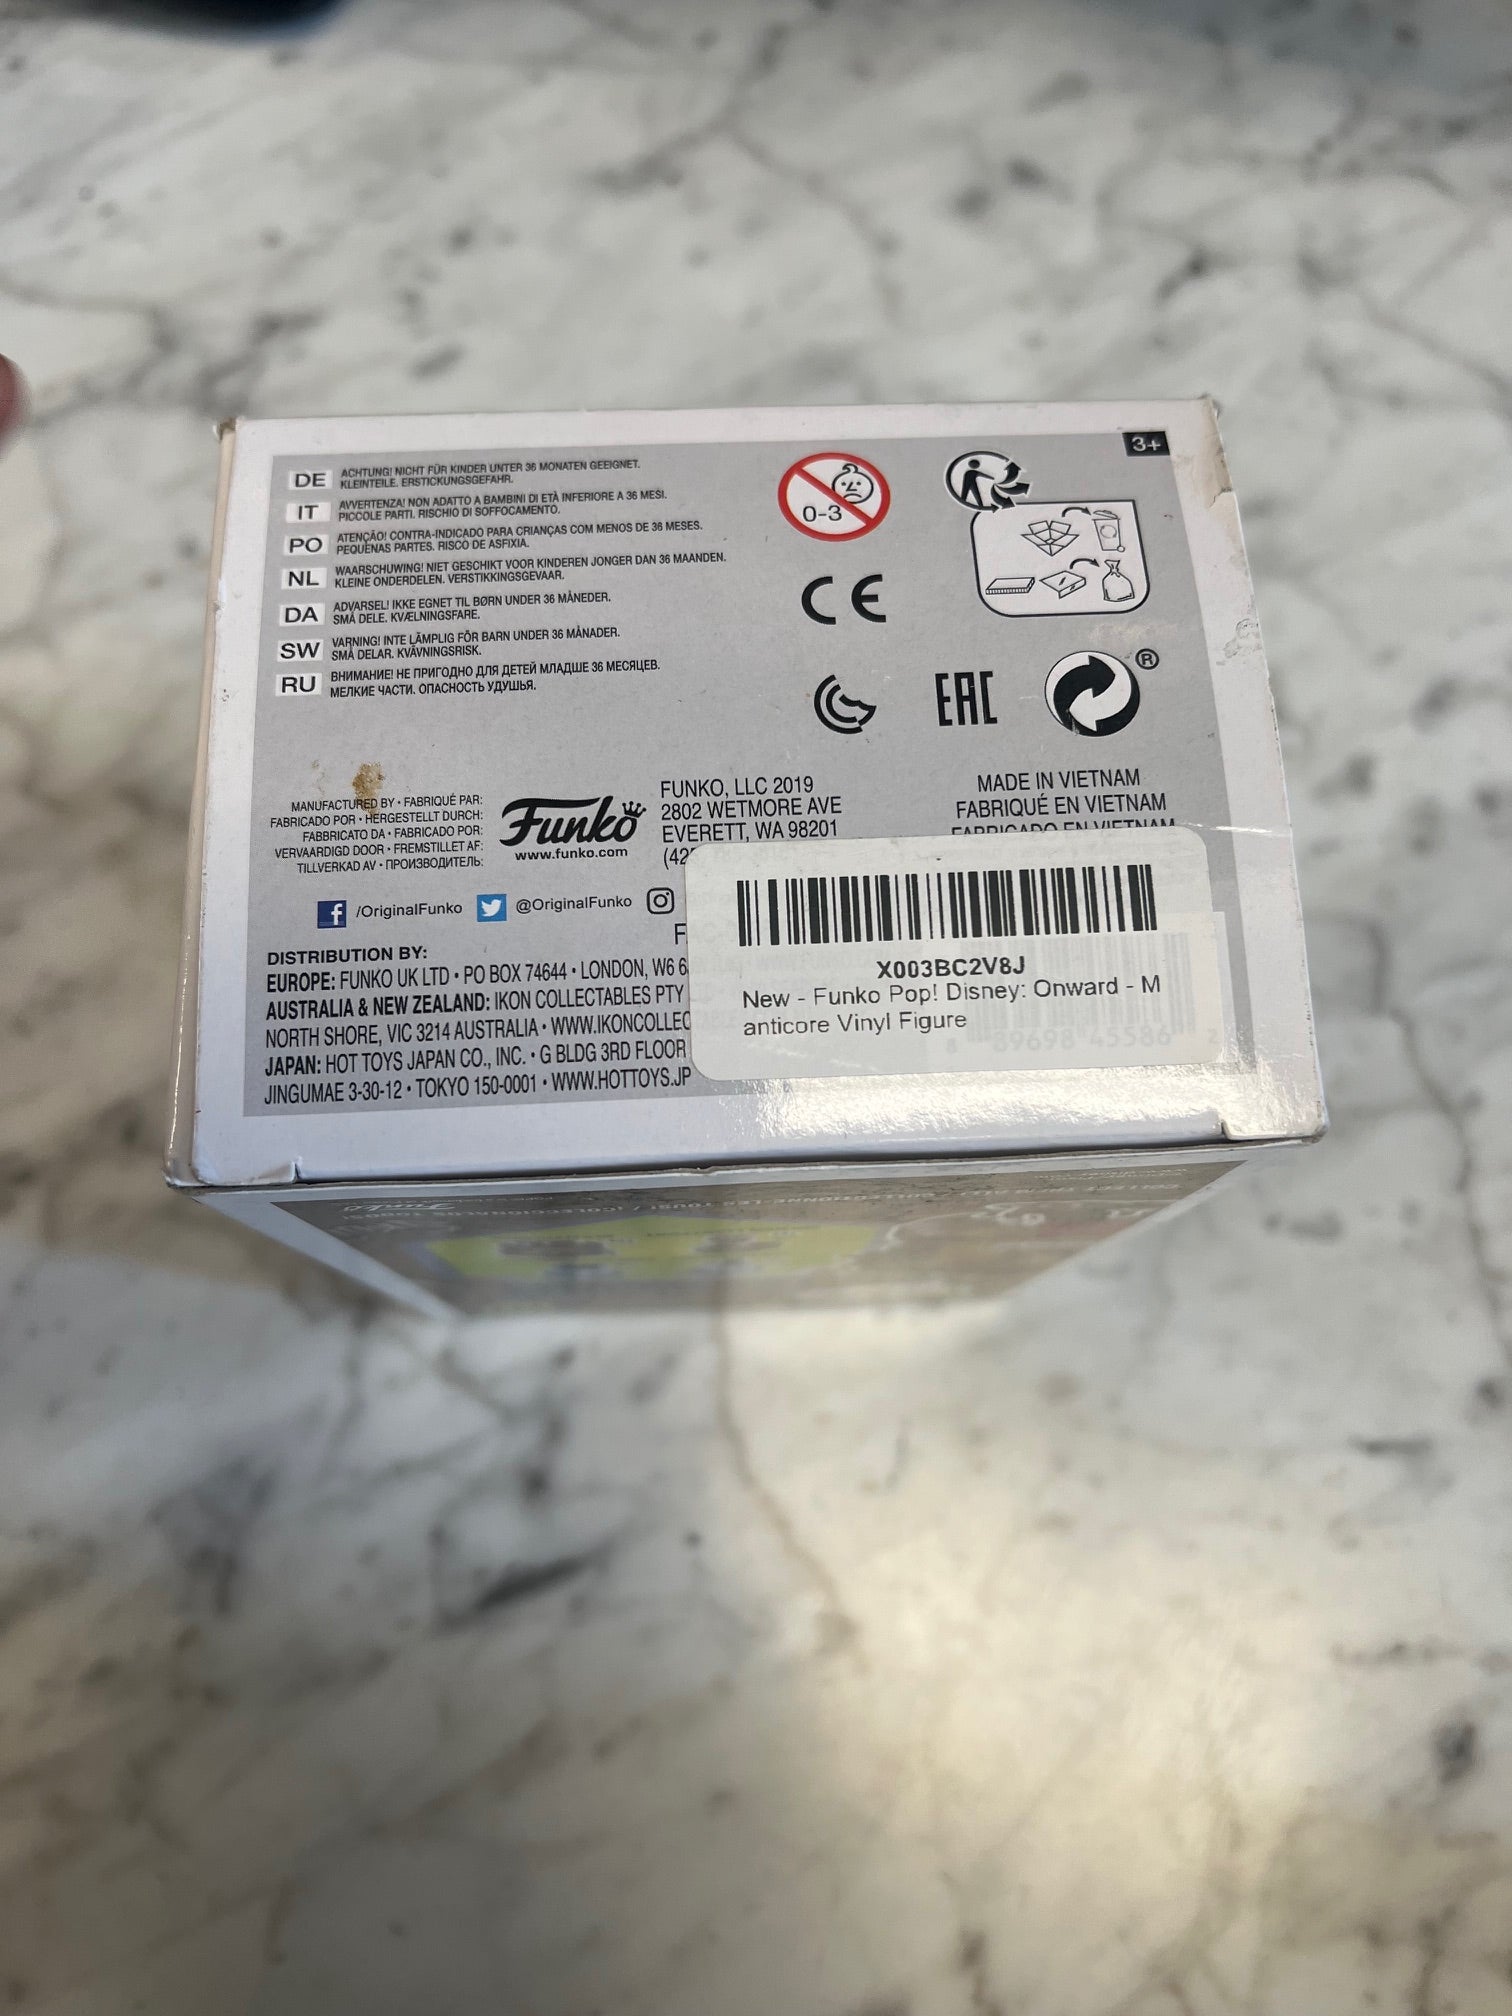 3+
DE ACHTUNG! NICHT FÜR KINDER UNTER 36 MONATEN GEEIGNET.
KLEINTEILE. ERSTICKUNGSGEFAHR.
IT AVVERTENZA! NON ADATTO A BAMBINI DI ETÀ INFERIORE A 36 MESI.
PICCOLE PARTI. RISCHIO DI SOFFOCAMENTO.
PO ATENÇÃO! CONTRA-INDICADO PARA CRIANÇAS COM MENOS DE 36 MESES.
PEQUENAS PARTES. RISCO DE ASFIXIA.
NL WAARSCHUWING! NIET GESCHIKT VOOR KINDEREN JONGER DAN 36 MAANDEN.
KLEINE ONDERDELEN. VERSTIKKINGSGEVAAR.
DA ADVARSEL! IKKE EGNET TIL BØRN UNDER 36 MÅNEDER.
SMÅ DELE. KVÆLNINGSFARE.
SW VARNING! INTE LÄMPLIG FÖR BARN UNDER 36 MÅNADER.
SMÅ DELAR. KVÄVNINGSRISK.
RU ВНИМАНИЕ! НЕ ПРИГОДНО ДЛЯ ДЕТЕЙ МЛАДШЕ 36 МЕСЯЦЕВ.
МЕЛКИЕ ЧАСТИ. ОПАСНОСТЬ УДУШЬЯ.
0-3
CE
EAC
®
MANUFACTURED BY • FABRIQUÉ PAR:
FABRICADO POR • HERGESTELLT DURCH:
FABBRICATO DA • FABRICADO POR:
VERVAARDIGD DOOR • FREMSTILLET AF:
TILLVERKAD AV • ПРОИЗВОДИТЕЛЬ:
Funko
www.funko.com
FUNKO, LLC 2019
2802 WETMORE AVE
EVERETT, WA 98201
(42
MADE IN VIETNAM
FABRIQUÉ EN VIETNAM
FABRICADO EN VIETNAM
/OriginalFunko @OriginalFunko
F
DISTRIBUTION BY:
EUROPE: FUNKO UK LTD • PO BOX 74644 • LONDON, W6 6
AUSTRALIA & NEW ZEALAND: IKON COLLECTABLES PTY
NORTH SHORE, VIC 3214 AUSTRALIA • WWW.IKONCOLLEC
JAPAN: HOT TOYS JAPAN CO., INC. • G BLDG 3RD FLOOR
JINGUMAE 3-30-12 • TOKYO 150-0001 • WWW.HOTTOYS.JP
X003BC2V8J
New - Funko Pop! Disney: Onward - M
anticore Vinyl Figure
8 89698 45586 2